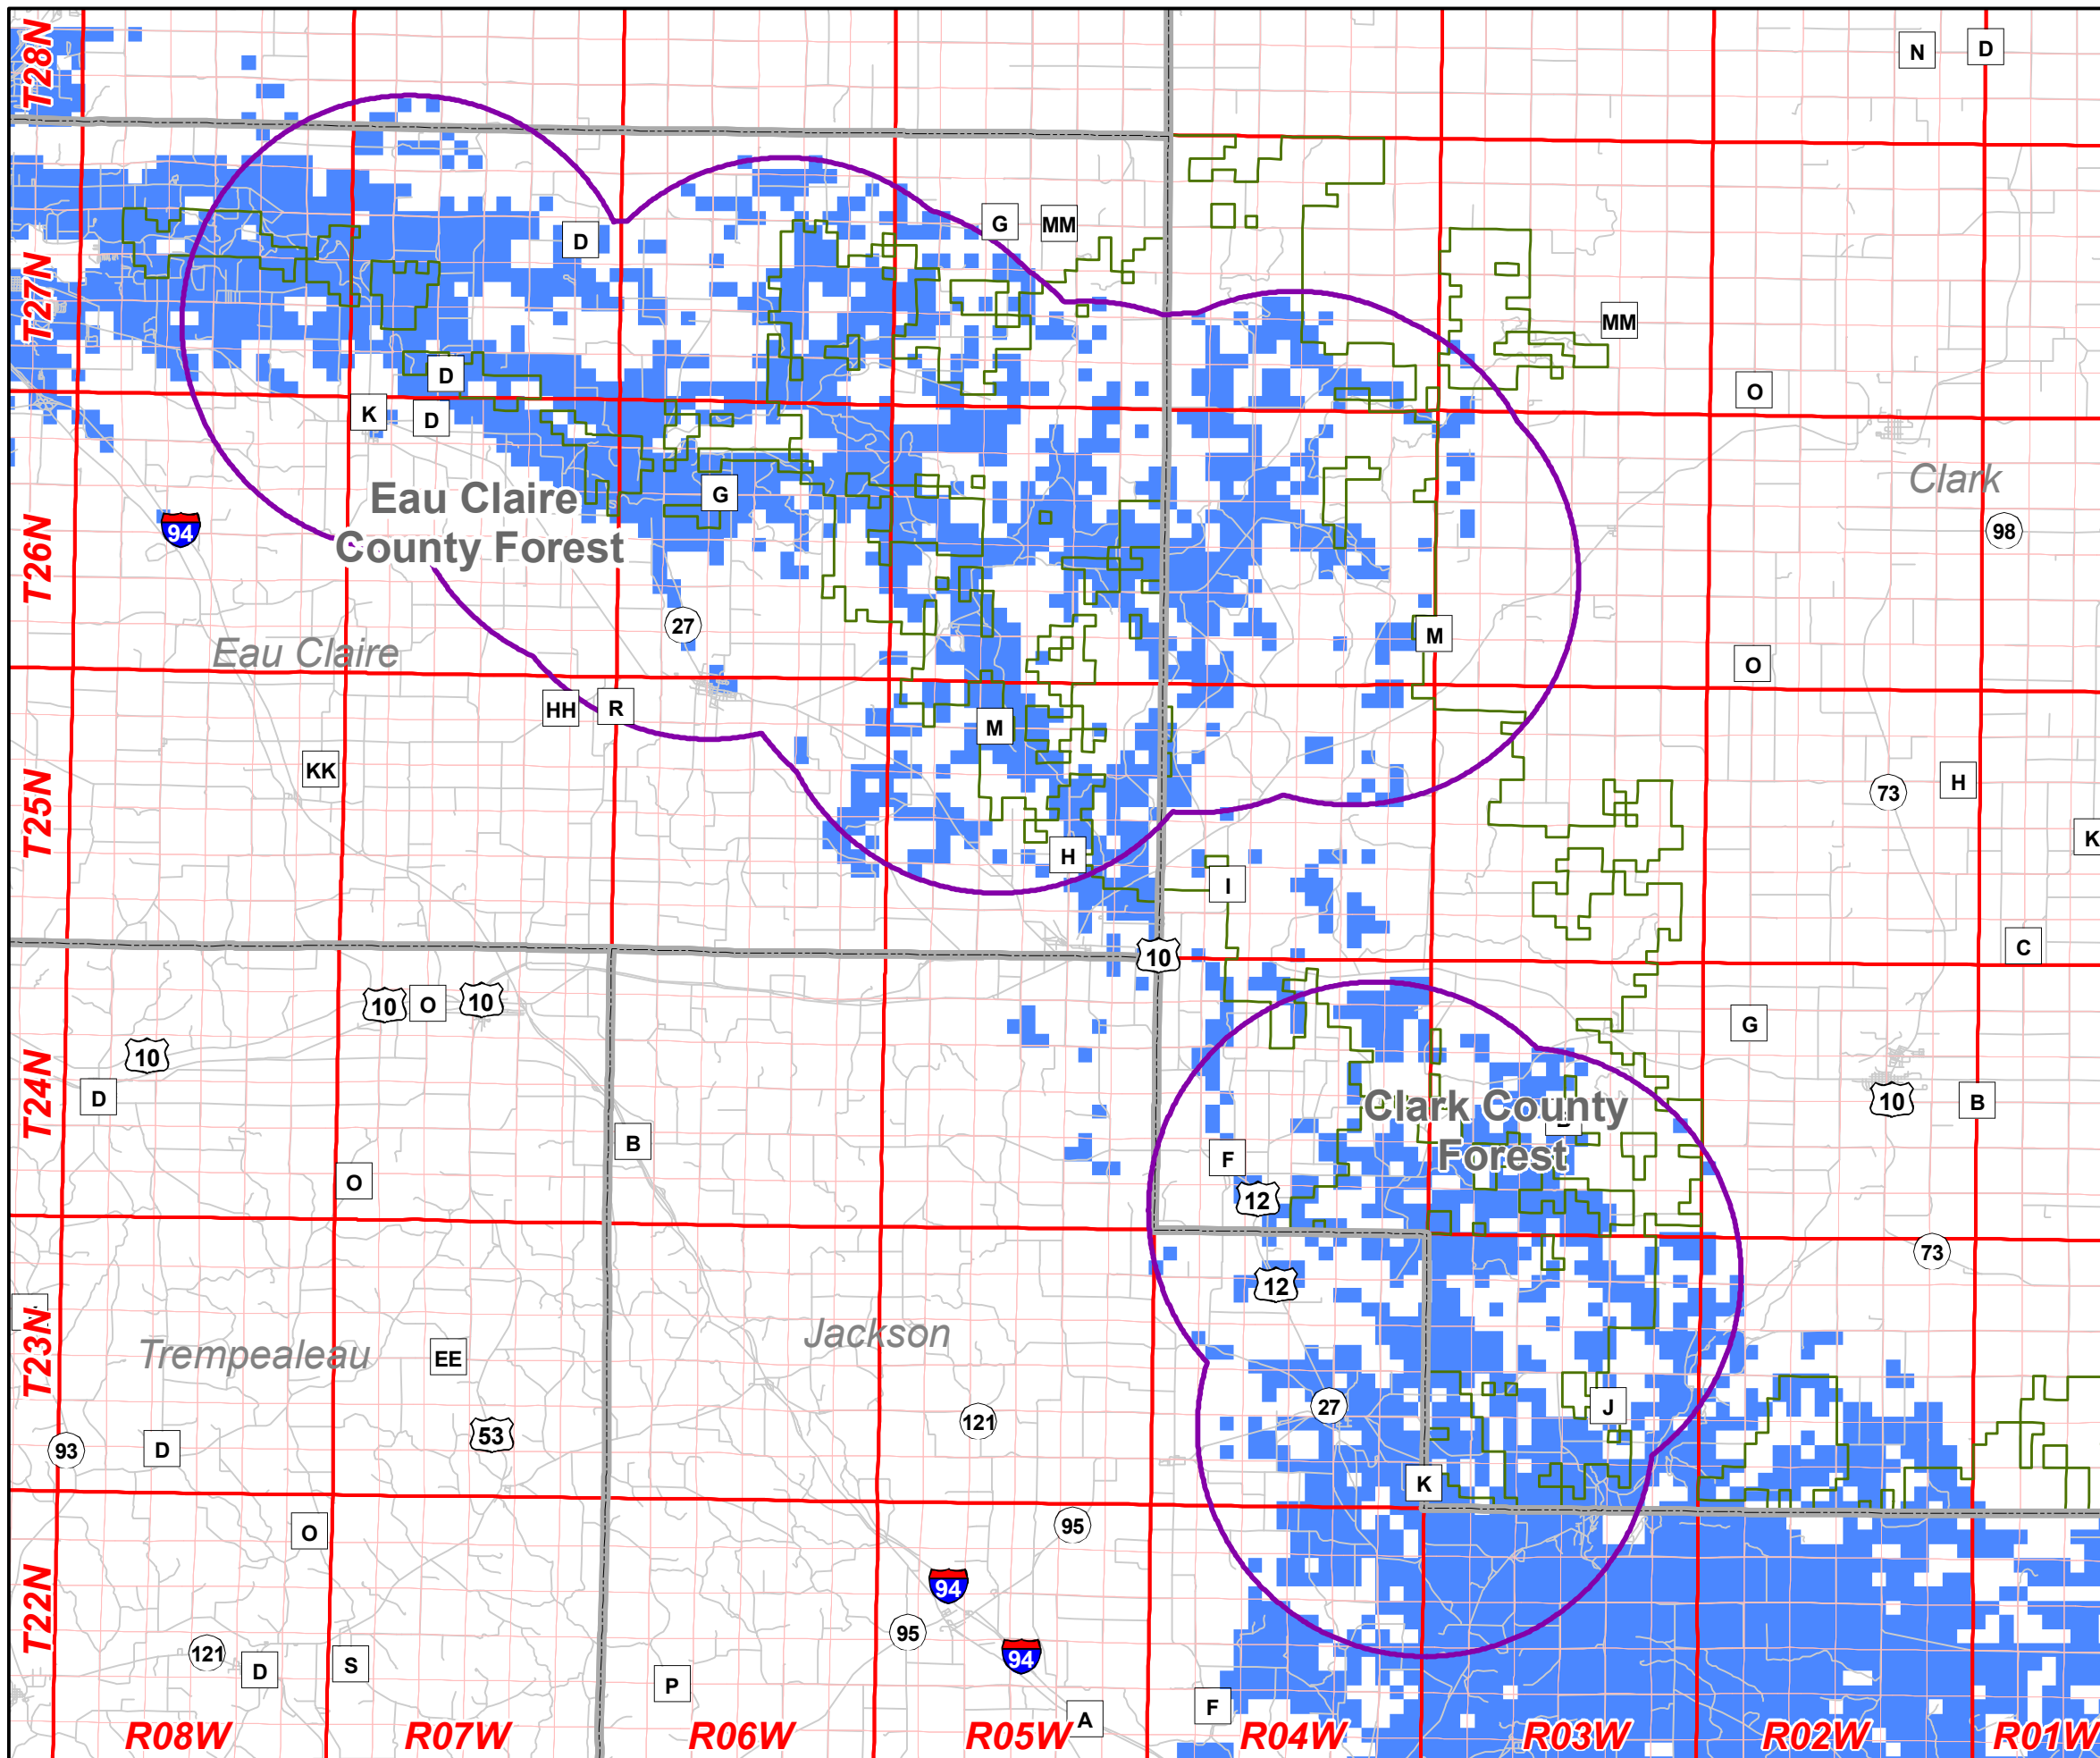 T28N
N
D
G
MM
D
T27N
MM
D
O
K
D
Clark
Eau Claire
County Forest
G
94
98
T26N
27
M
Eau Claire
O
HH
R
M
KK
73
H
T25N
K
H
I
C
10
10
O
10
G
10
D
T24N
Clark County
Forest
10
B
B
F
O
12
73
12
T23N
Trempealeau
Jackson
EE
27
J
121
53
93
D
K
95
O
T22N
94
95
121
94
D
S
P
F
A
R08W
R07W
R06W
R05W
R04W
R03W
R02W
R01W